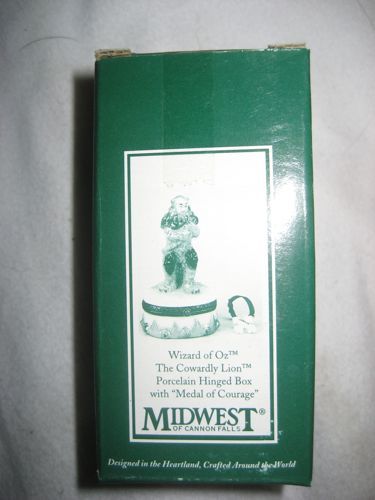 Wizard of Oz™
The Cowardly Lion™
Porcelain Hinged Box
with "Medal of Courage"
MIDWEST®
OF CANNON FALLS
Designed in the Heartland, Crafted Around the World